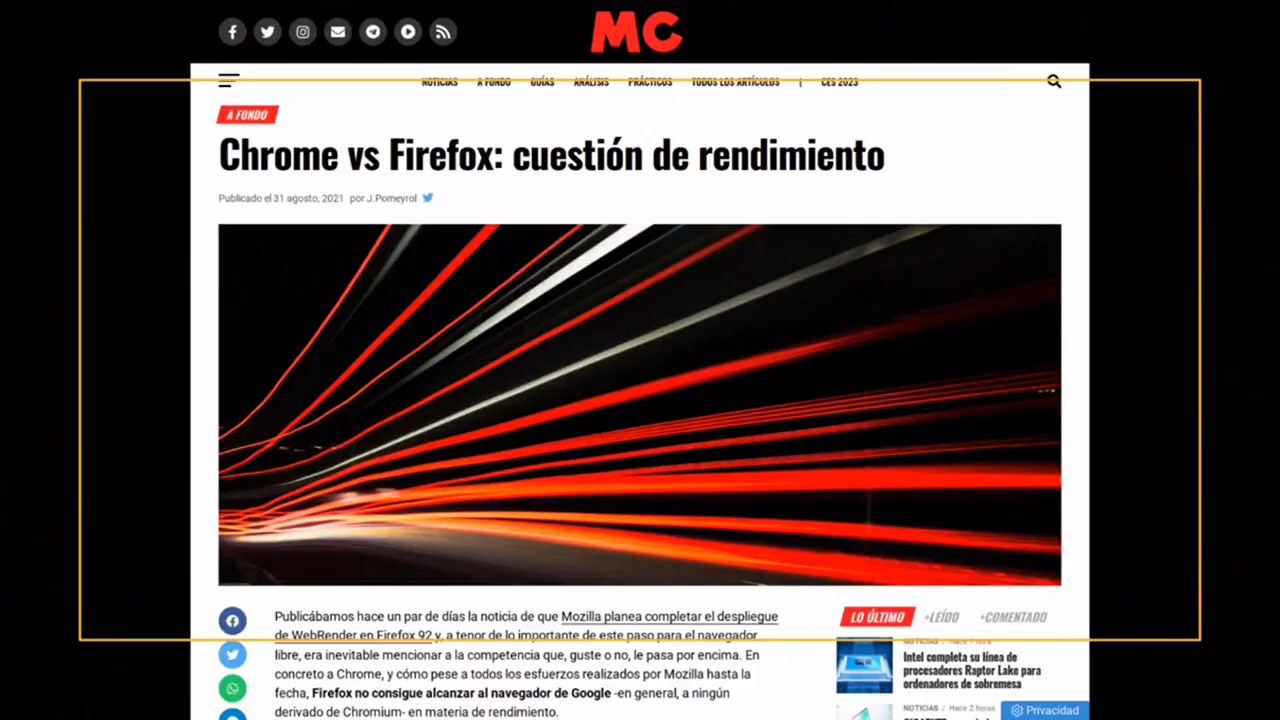 MC
NOTICIAS A FONDO GUÍAS ANÁLISIS PRÁCTICOS TODOS LOS ARTÍCULOS | CES 2023
A FONDO
Chrome vs Firefox: cuestión de rendimiento
Publicado el 31 agosto, 2021 por J.Pomeyrol
Publicábamos hace un par de días la noticia de que Mozilla planea completar el despliegue
de WebRender en Firefox 92 y, a tenor de lo importante de este paso para el navegador
libre, era inevitable mencionar a la competencia que, guste o no, le pasa por encima. En
concreto a Chrome, y cómo pese a todos los esfuerzos realizados por Mozilla hasta la
fecha, Firefox no consigue alcanzar al navegador de Google -en general, a ningún
derivado de Chromium- en materia de rendimiento.
LO ÚLTIMO +LEÍDO +COMENTADO
NOTICIAS / Hace 1 hora
Intel completa su línea de
procesadores Raptor Lake para
ordenadores de sobremesa
NOTICIAS / Hace 2 horas
Privacidad